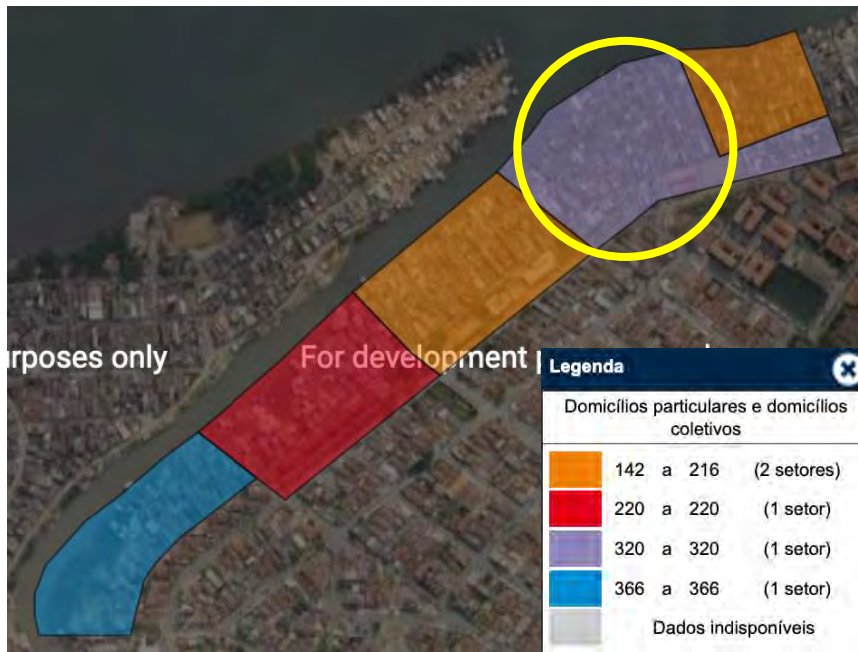 rposes only
For development p
Legenda
Domicílios particulares e domicílios
coletivos
142 a 216 (2 setores)
220 a 220 (1 setor)
320 a 320 (1 setor)
366 a 366 (1 setor)
Dados indisponíveis